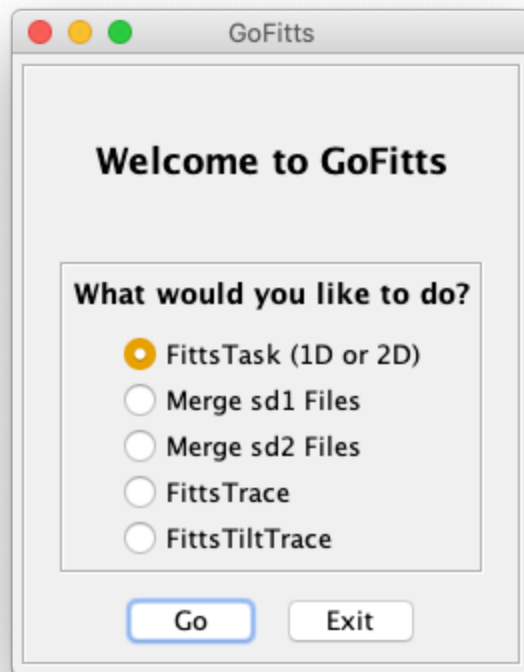 GoFitts
Welcome to GoFitts
What would you like to do?
FittsTask (1D or 2D)
Merge sd1 Files
Merge sd2 Files
FittsTrace
FittsTiltTrace
Go Exit